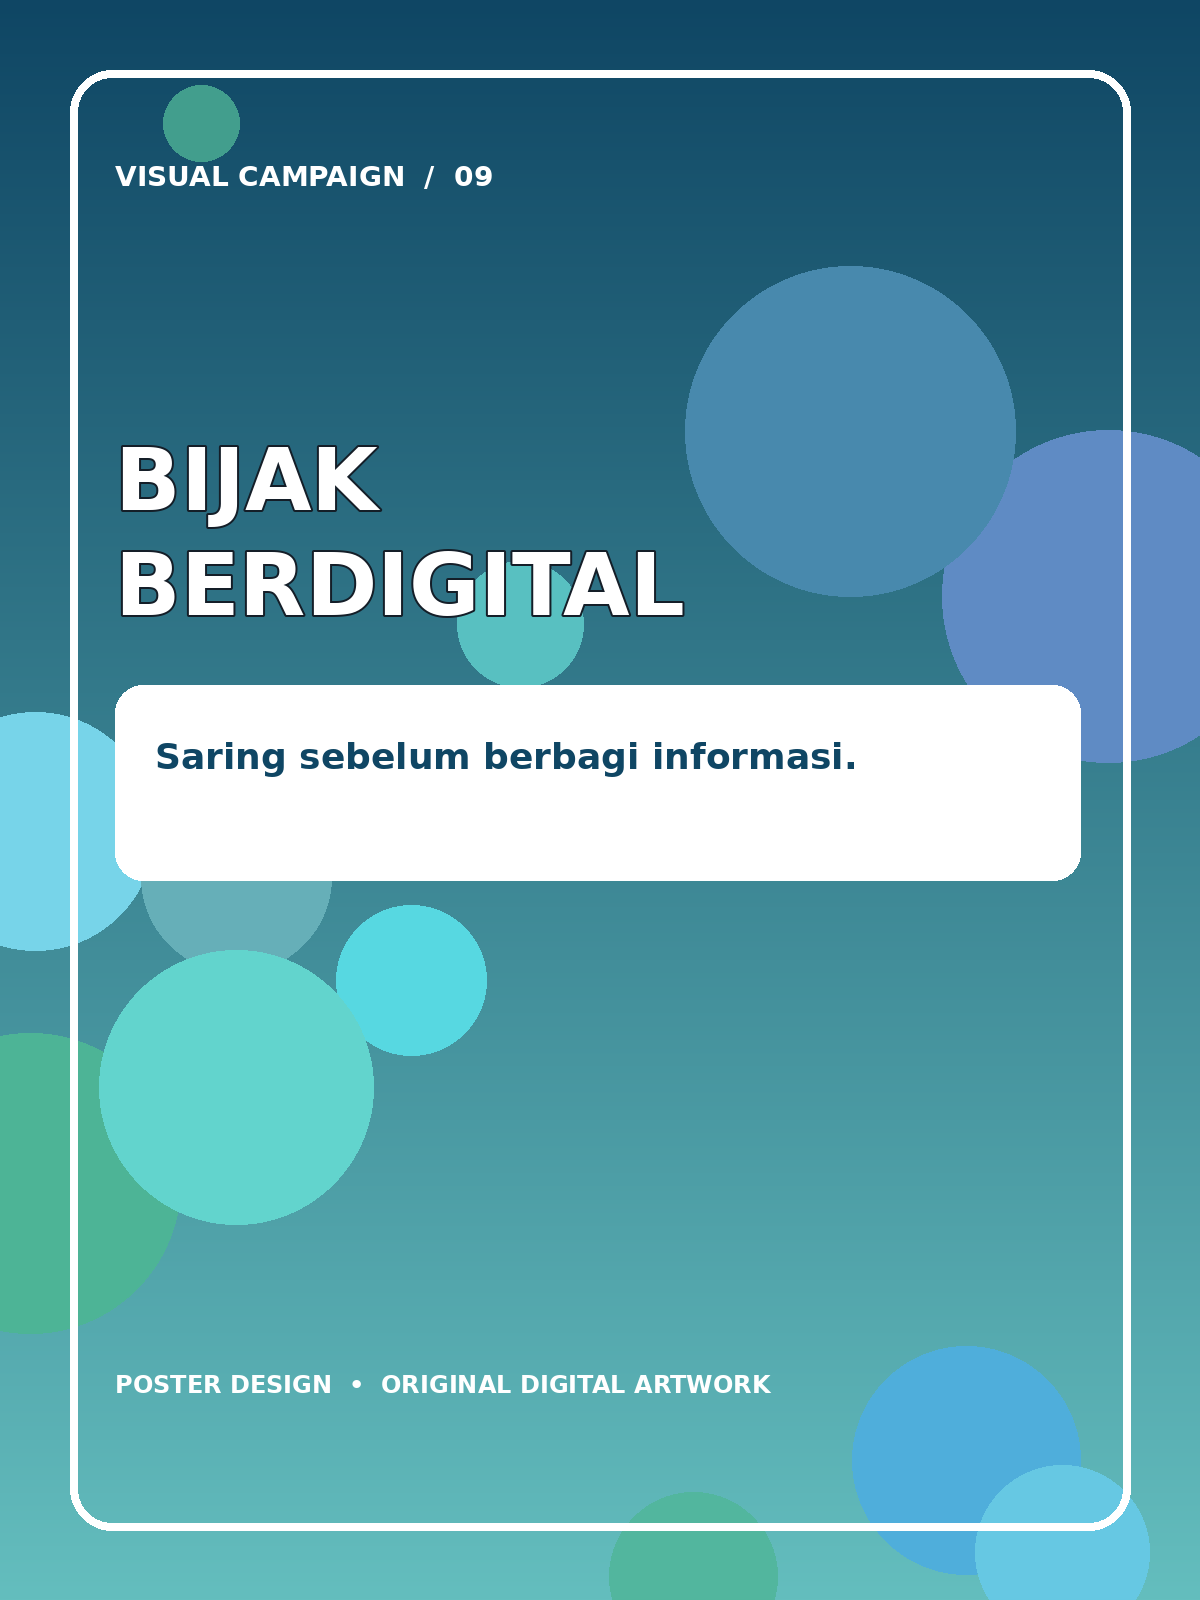 VISUAL CAMPAIGN / 09
BIJAK
BERDIGITAL
Saring sebelum berbagi informasi.
POSTER DESIGN • ORIGINAL DIGITAL ARTWORK